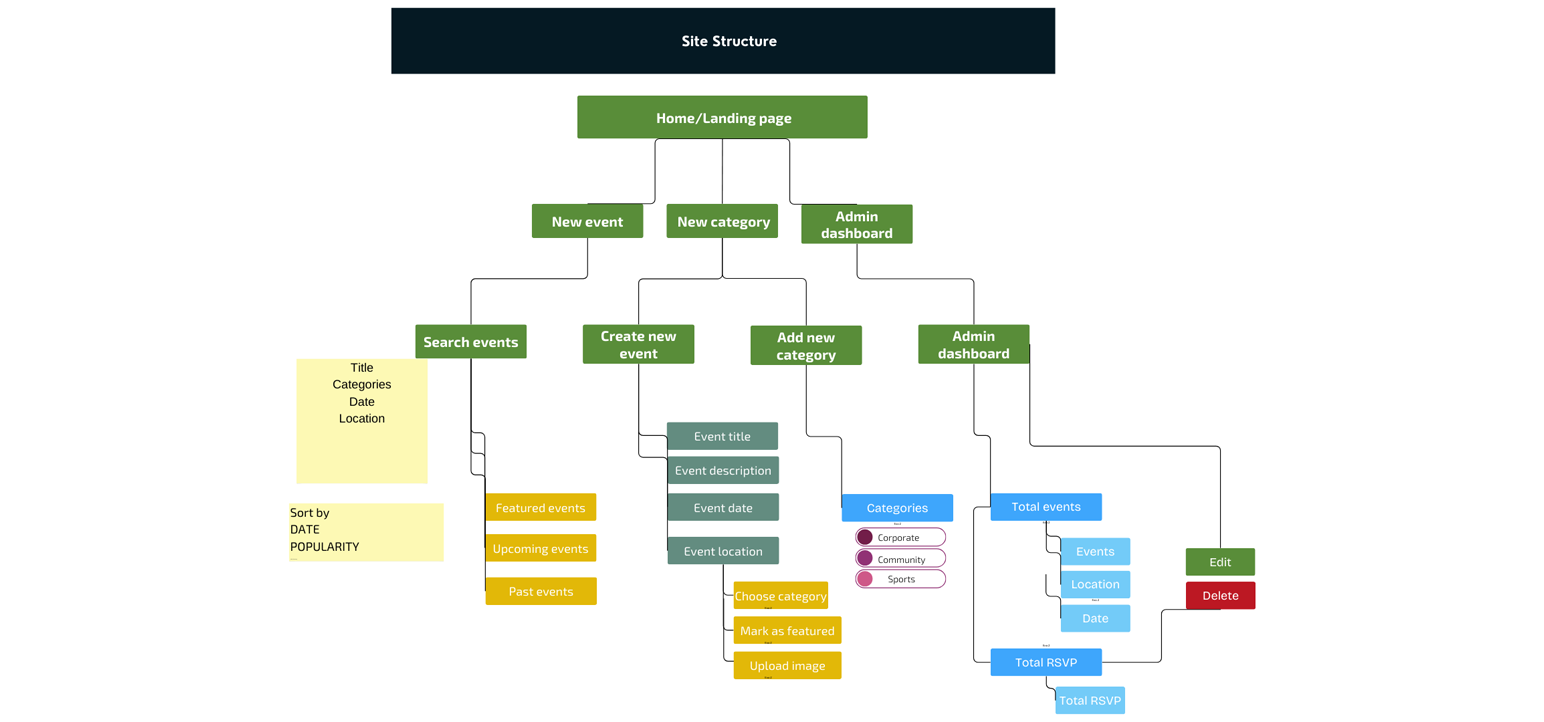 Site Structure
Home/Landing page
New event
New category
Admin
dashboard
Search events
Create new
event
Add new
category
Admin
dashboard
Title
Categories
Date
Location
Sort by
DATE
POPULARITY
Featured events
Upcoming events
Past events
Event title
Event description
Event date
Event location
Choose category
Mark as featured
Upload image
Categories
Corporate
Community
Sports
Total events
Events
Location
Date
Total RSVP
Total RSVP
Edit
Delete